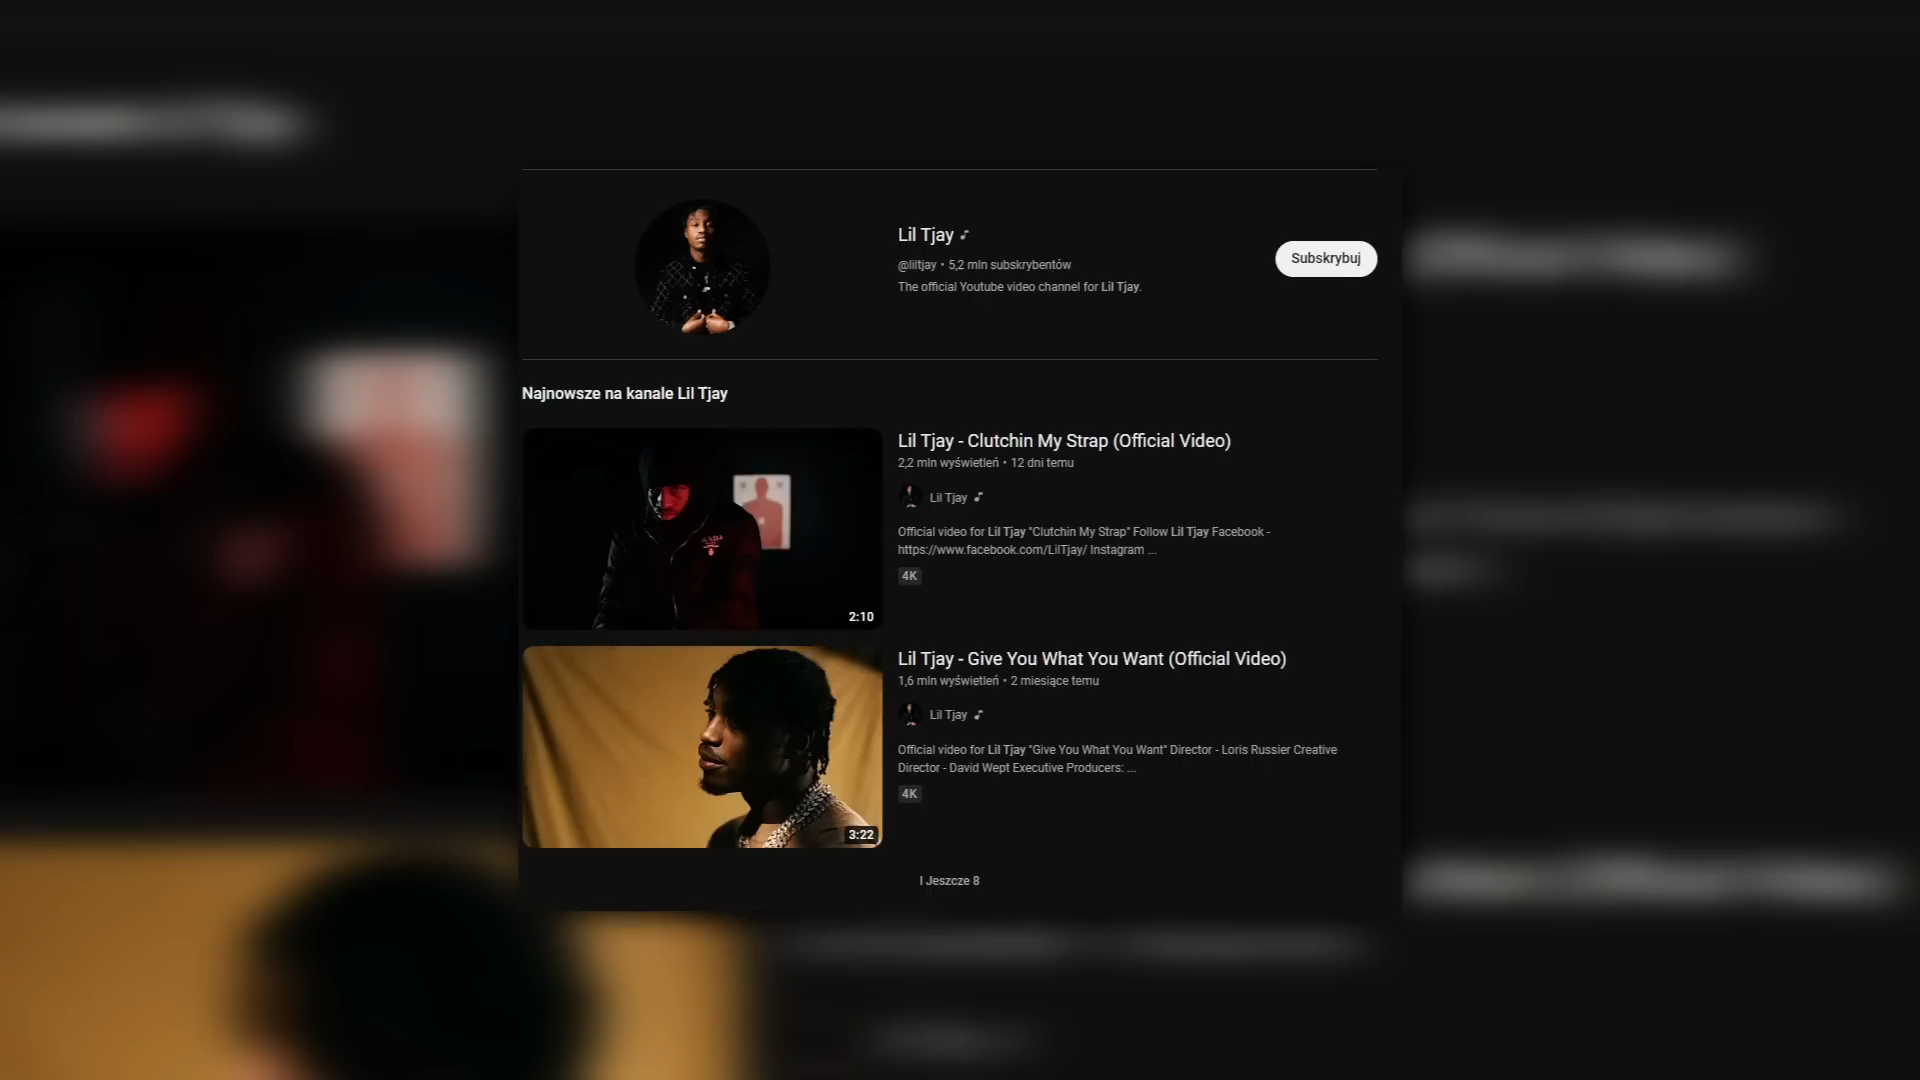 Lil Tjay
@liltjay • 5,2 mln subskrybentów
The official Youtube video channel for Lil Tjay.
Subskrybuj
Najnowsze na kanale Lil Tjay
Lil Tjay - Clutchin My Strap (Official Video)
2,2 mln wyświetleń • 12 dni temu
Lil Tjay
Official video for Lil Tjay "Clutchin My Strap" Follow Lil Tjay Facebook -
https://www.facebook.com/LilTjay/ Instagram ...
4K
2:10
Lil Tjay - Give You What You Want (Official Video)
1,6 mln wyświetleń • 2 miesiące temu
Lil Tjay
Official video for Lil Tjay "Give You What You Want" Director - Loris Russier Creative
Director - David Wept Executive Producers: ...
4K
3:22
I Jeszcze 8